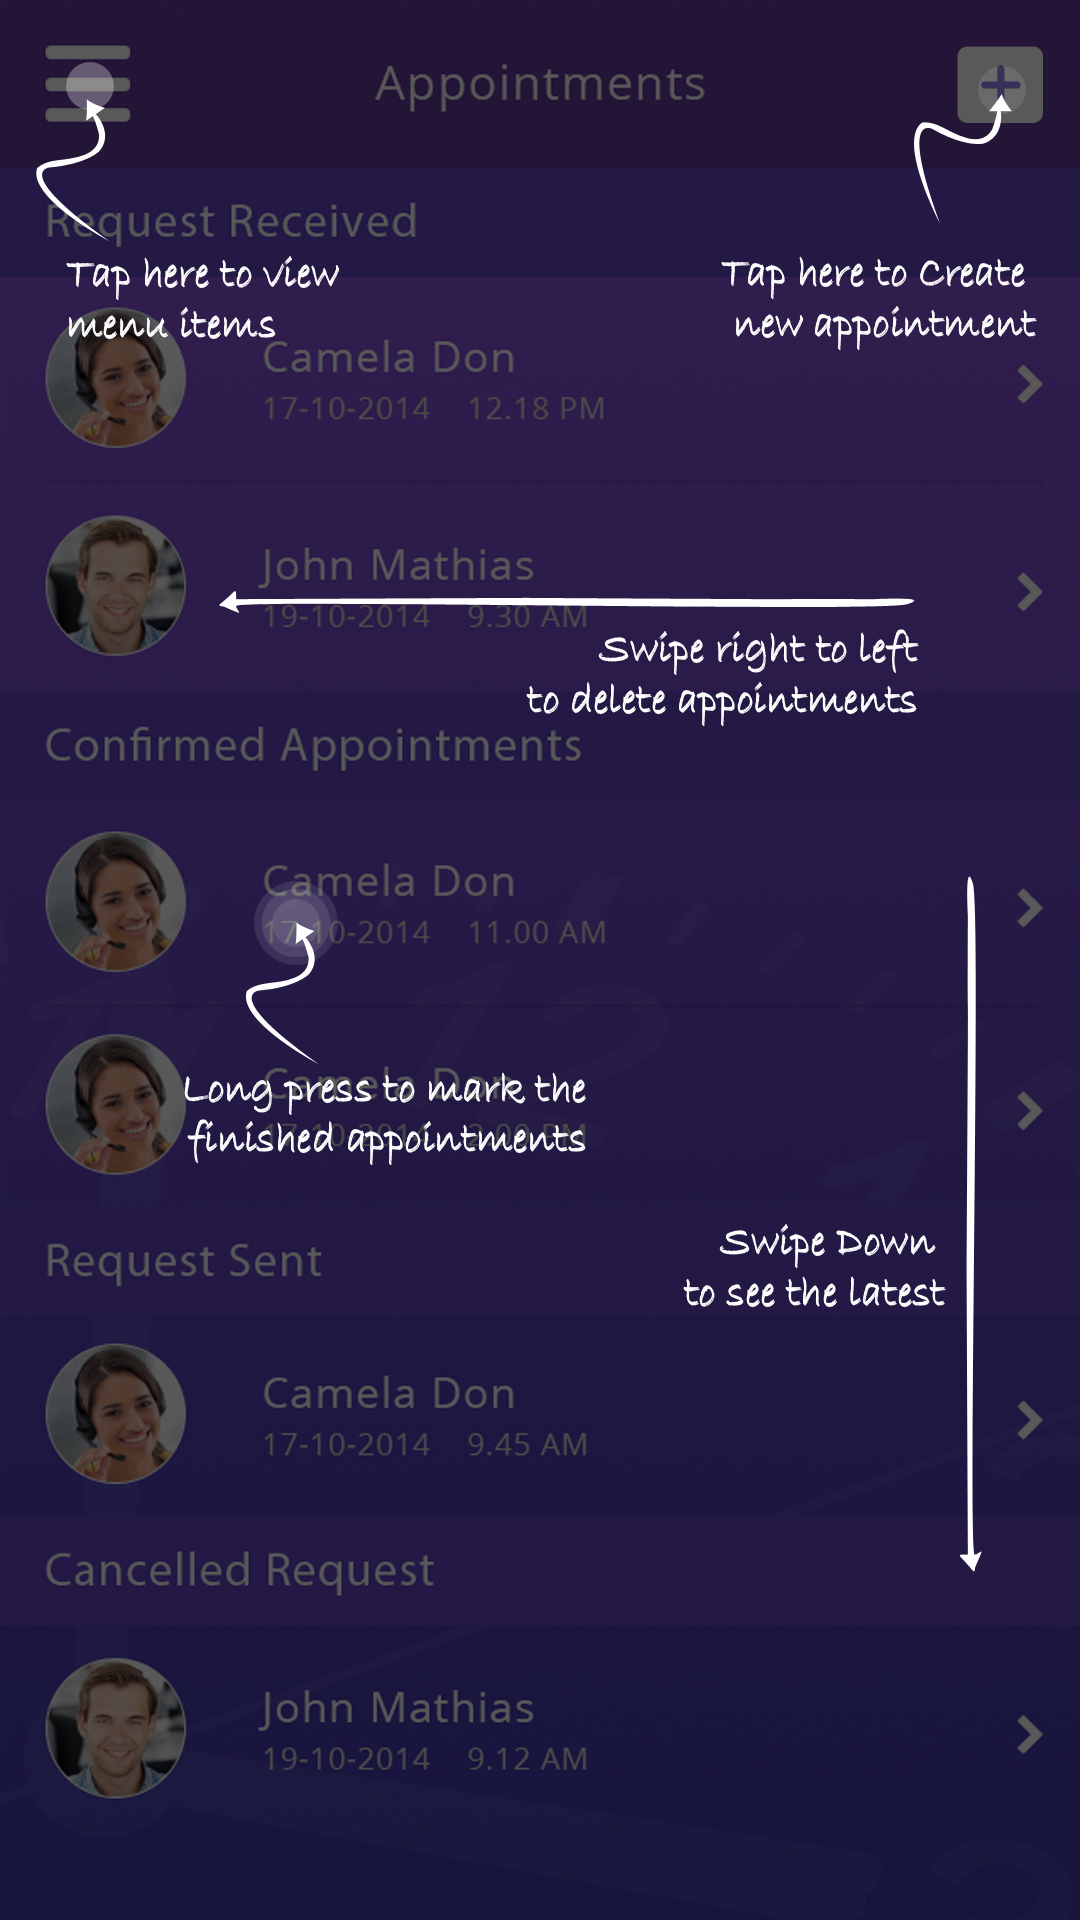 Appointments
Request Received
Tap here to view
menu items
Tap here to Create
new appointment
Camela Don
17-10-2014 12.18 PM
John Mathias
19-10-2014 9.30 AM
Swipe right to left
to delete appointments
Confirmed Appointments
Camela Don
17-10-2014 11.00 AM
Camela Don
Long press to mark the
17-10-2014 PM
finished appointments
Request Sent
Swipe Down
to see the latest
Camela Don
17-10-2014 9.45 AM
Cancelled Request
John Mathias
19-10-2014 9.12 AM